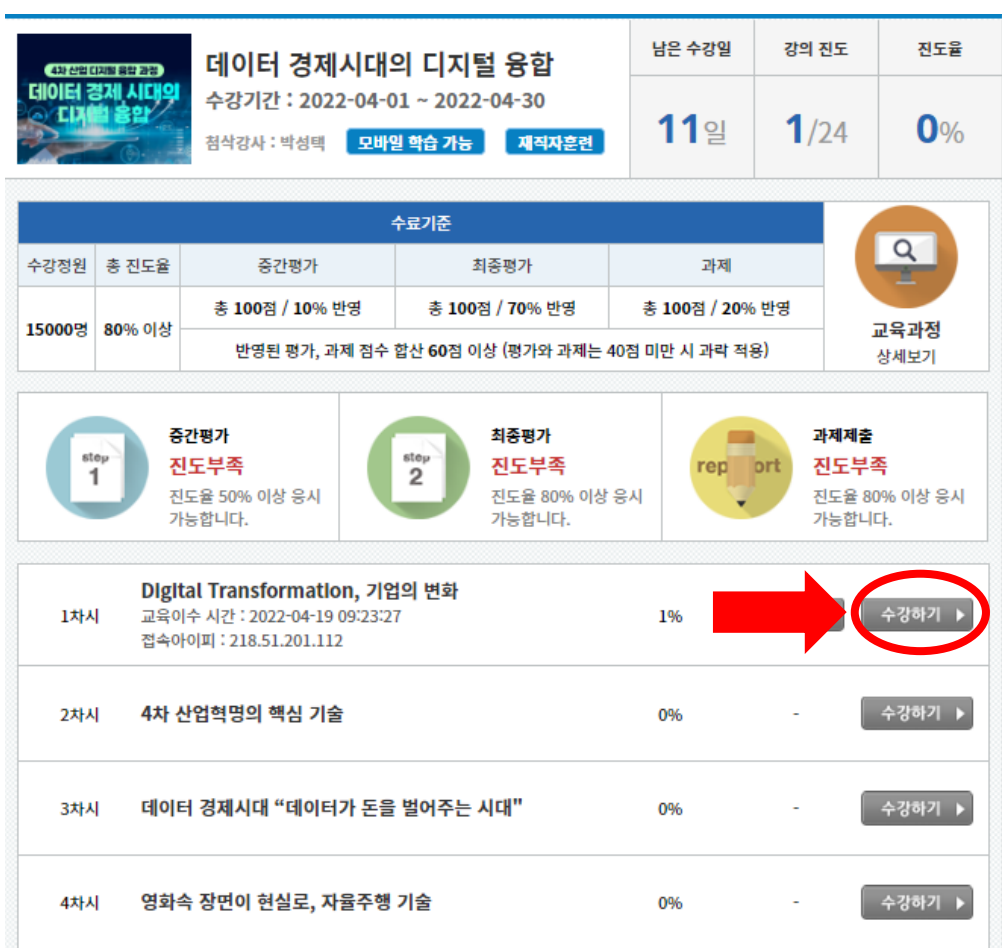 4차 산업 디지털 융합 과정
데이터 경제 시대의
디지털 융합
데이터 경제시대의 디지털 융합
수강기간 : 2022-04-01 ~ 2022-04-30
첨삭강사 : 박성택 모바일 학습 가능 재직자훈련
남은 수강일 강의 진도 진도율
11일 1/24 0%
수료기준
수강정원 총 진도율 중간평가 최종평가 과제
15000명 80% 이상 총 100점 / 10% 반영 총 100점 / 70% 반영 총 100점 / 20% 반영
반영된 평가, 과제 점수 합산 60점 이상 (평가와 과제는 40점 미만 시 과락 적용)
교육과정
상세보기
step
1
중간평가
진도부족
진도율 50% 이상 응시
가능합니다.
step
2
최종평가
진도부족
진도율 80% 이상 응시
가능합니다.
report
과제제출
진도부족
진도율 80% 이상 응시
가능합니다.
1차시 Digital Transformation, 기업의 변화 1% 수강하기
교육이수 시간 : 2022-04-19 09:23:27
접속아이피 : 218.51.201.112
2차시 4차 산업혁명의 핵심 기술 0% - 수강하기
3차시 데이터 경제시대 “데이터가 돈을 벌어주는 시대" 0% - 수강하기
4차시 영화속 장면이 현실로, 자율주행 기술 0% - 수강하기